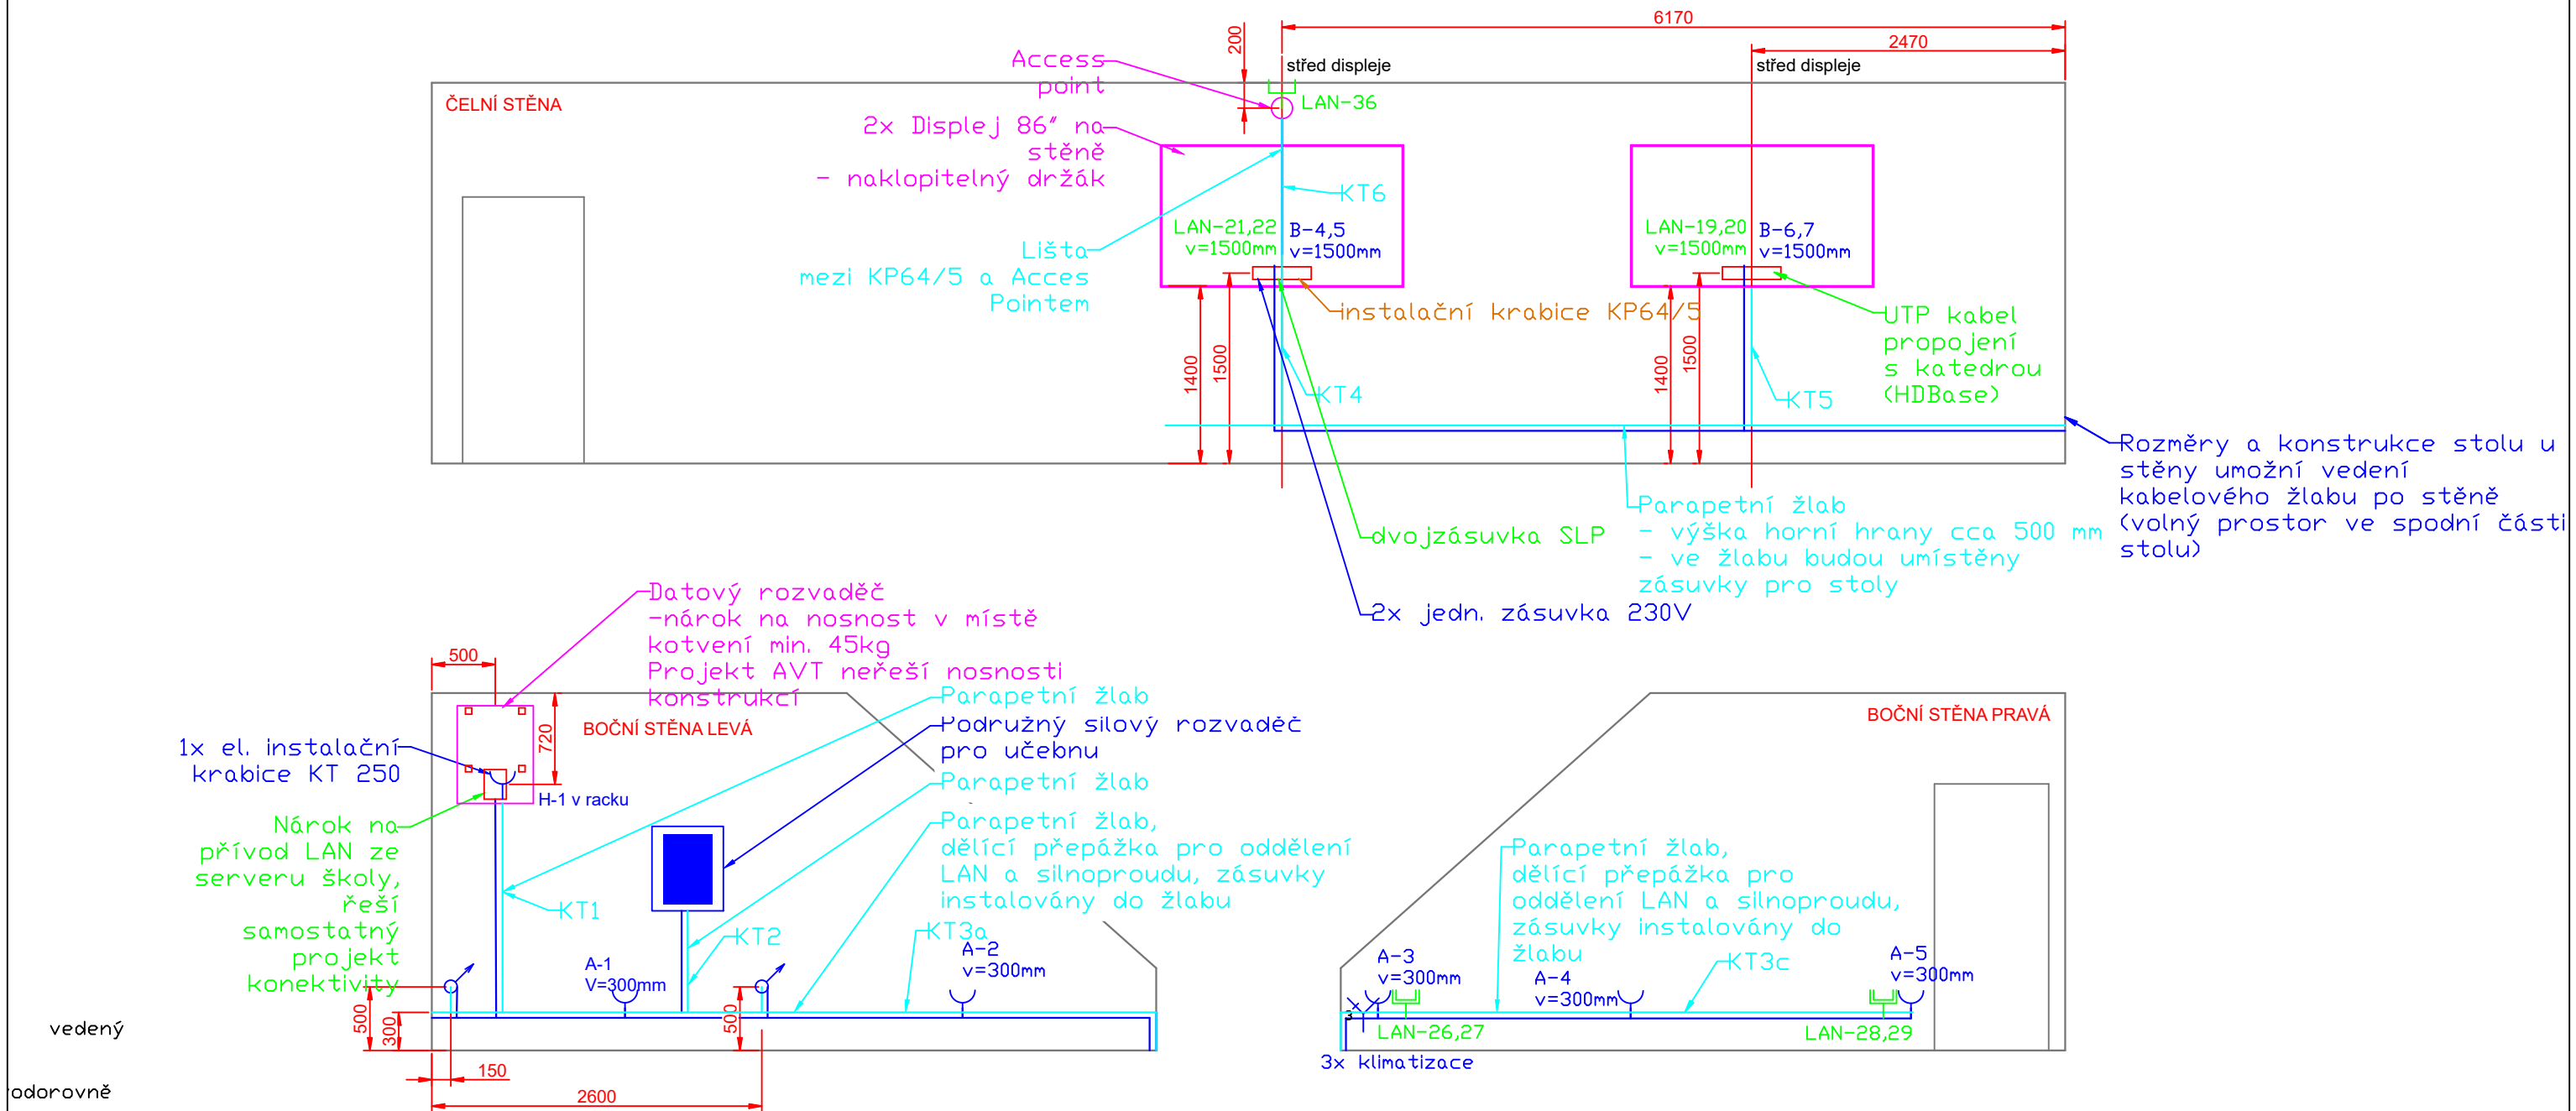 6170
2470
200
střed displeje
střed displeje
Access
point
ČELNÍ STĚNA
LAN-36
2x Displej 86" na
stěně
- naklopitelný držák
KT6
LAN-21,22
v=1500mm
B-4,5
v=1500mm
LAN-19,20
v=1500mm
B-6,7
v=1500mm
Lišta
mezi KP64/5 a Acces
Pointem
instalační krabice KP64/5
UTP kabel
propojení
s katedrou
(HDBase)
1400
1500
1400
1500
KT4
KT5
Rozměry a konstrukce stolu u
stěny umožní vedení
kabelového žlabu po stěně
(volný prostor ve spodní části
stolu)
Parapetní žlab
- výška horní hrany cca 500 mm
- ve žlabu budou umístěny
zásuvky pro stoly
dvojzásuvka SLP
2x jedn. zásuvka 230V
Datový rozvaděč
-nárok na nosnost v místě
kotvení min. 45kg
Projekt AVT neřeší nosnosti
konstrukcí
500
720
BOČNÍ STĚNA LEVÁ
Parapetní žlab
Podružný silový rozvaděč
pro učebnu
Parapetní žlab
Parapetní žlab,
dělící přepážka pro oddělení
LAN a silnoproudu, zásuvky
instalovány do žlabu
1x el. instalační
krabice KT 250
H-1 v racku
Nárok na
přívod LAN ze
serveru školy,
řeší
samostatný
projekt
konektivity
KT1
KT2
KT3a
A-1
V=300mm
A-2
v=300mm
500
300
500
150
2600
vedený
odorovně
BOČNÍ STĚNA PRAVÁ
Parapetní žlab,
dělící přepážka pro
oddělení LAN a silnoproudu,
zásuvky instalovány do
žlabu
KT3c
A-3
v=300mm
A-4
v=300mm
A-5
v=300mm
3
LAN-26,27
LAN-28,29
3x klimatizace